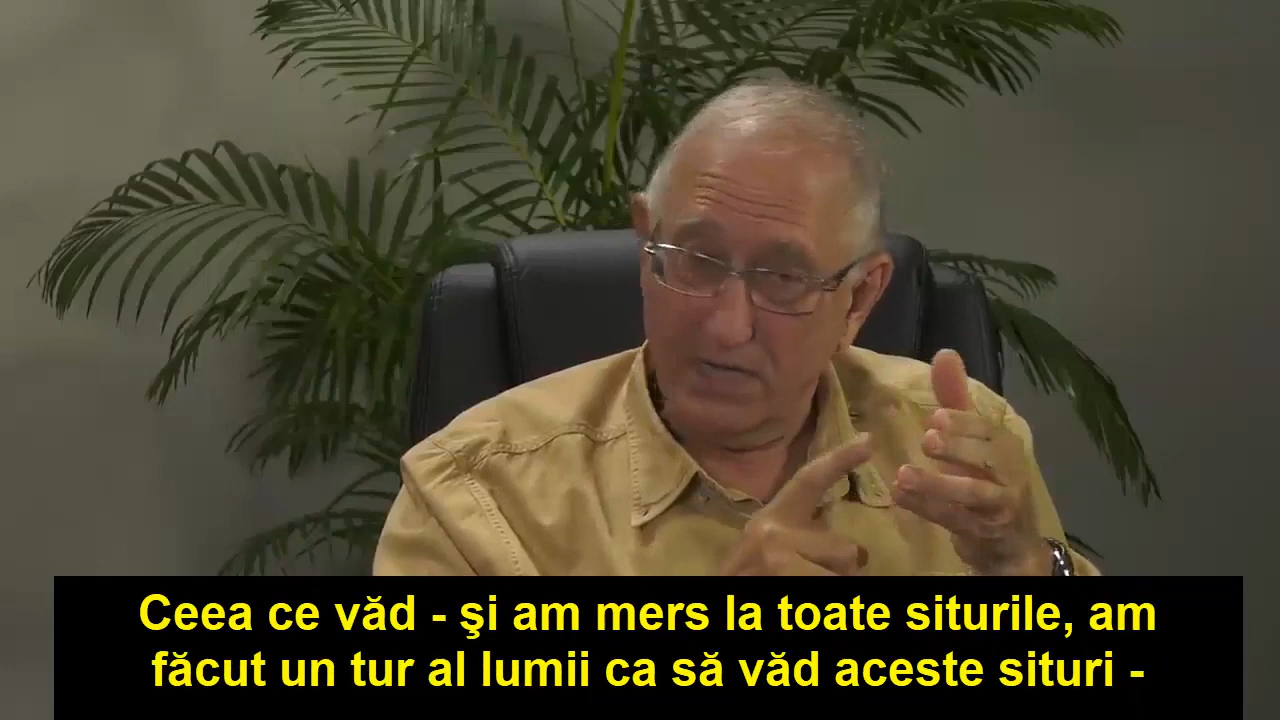 Ceea ce văd - şi am mers la toate siturile, am
făcut un tur al lumii ca să văd aceste situri -